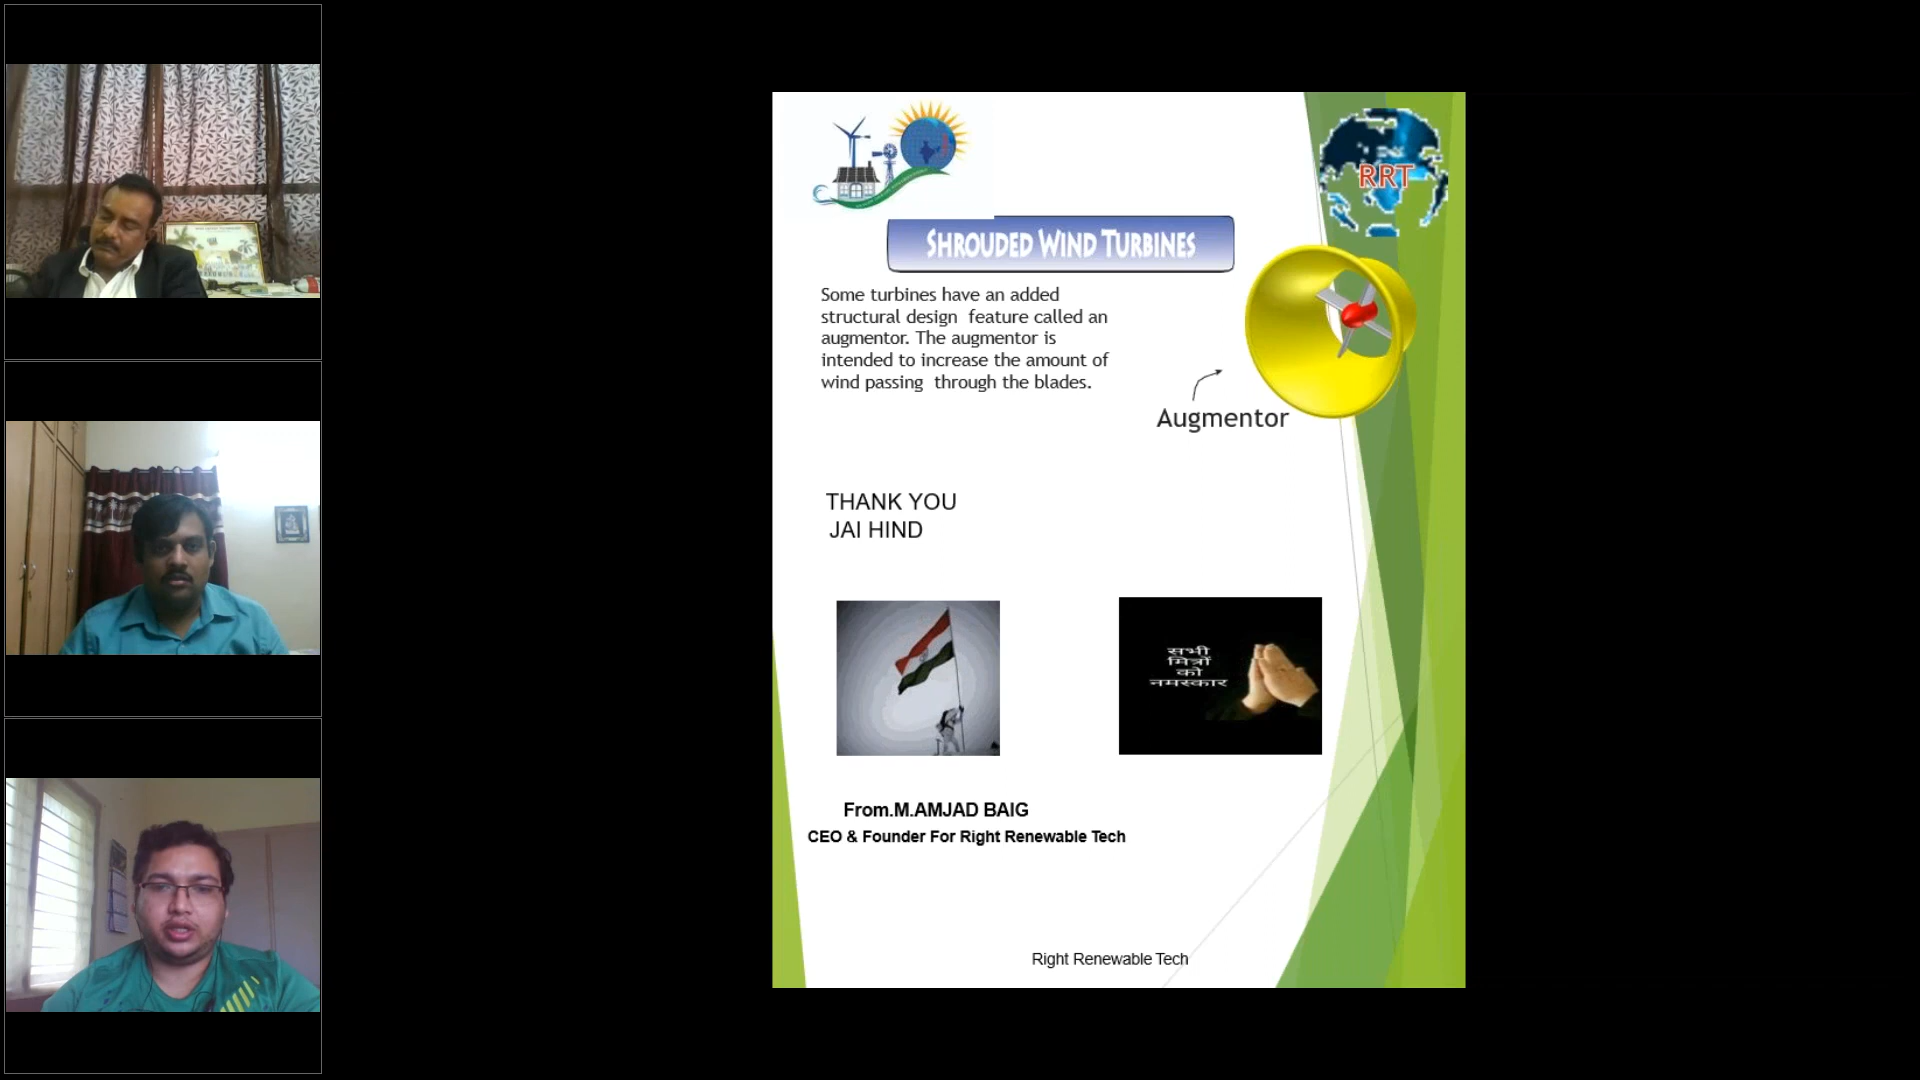 RRT
SHROUDED WIND TURBINES
Some turbines have an added
structural design feature called an
augmentor. The augmentor is
intended to increase the amount of
wind passing through the blades.
Augmentor
THANK YOU
JAI HIND
सभी
मित्रों
को
नमस्कार
From.M.AMJAD BAIG
CEO & Founder For Right Renewable Tech
Right Renewable Tech